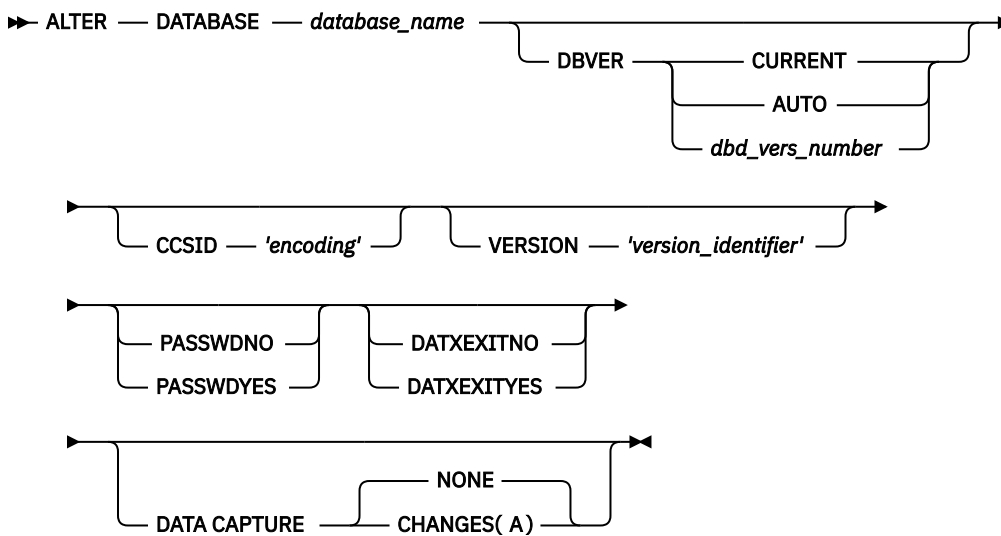 ALTER DATABASE database_name
DBVER CURRENT
AUTO
dbd_vers_number
CCSID 'encoding' VERSION 'version_identifier'
PASSWDNO DATXEXITNO
PASSWDYES DATXEXITYES
NONE
DATA CAPTURE CHANGES( A)